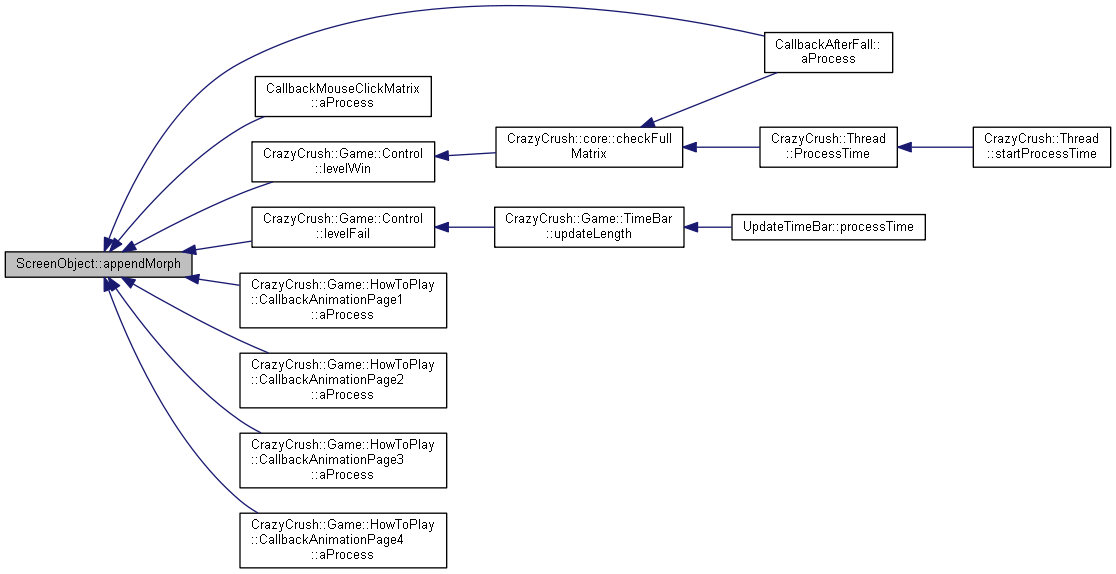 CallbackAfterFall::
aProcess
CallbackMouseClickMatrix
::aProcess
CrazyCrush::core::checkFull
Matrix
CrazyCrush::Thread
::ProcessTime
CrazyCrush::Thread
::startProcessTime
CrazyCrush::Game::Control
::levelWin
CrazyCrush::Game::Control
::levelFail
CrazyCrush::Game::TimeBar
::updateLength
UpdateTimeBar::processTime
ScreenObject::appendMorph
CrazyCrush::Game::HowToPlay
::CallbackAnimationPage1
::aProcess
CrazyCrush::Game::HowToPlay
::CallbackAnimationPage2
::aProcess
CrazyCrush::Game::HowToPlay
::CallbackAnimationPage3
::aProcess
CrazyCrush::Game::HowToPlay
::CallbackAnimationPage4
::aProcess